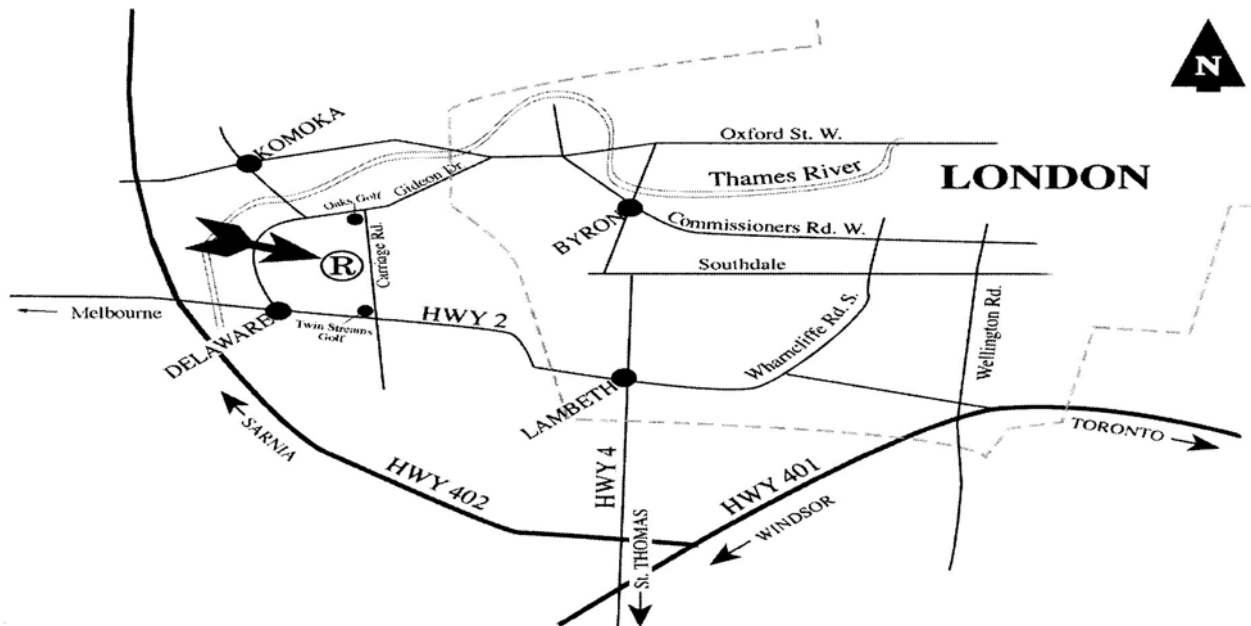 N
KOMOKA
Oxford St. W.
Thames River
LONDON
Gideon Dr
Oaks Golf
BYRON
Commissioners Rd. W.
Carriage Rd.
R
Southdale
Melbourne
DELAWARE
Twin Streams
Golf
HWY 2
Wharncliffe Rd. S.
Wellington Rd.
LAMBETH
SARNIA
TORONTO
HWY 402
HWY 4
HWY 401
WINDSOR
St. THOMAS